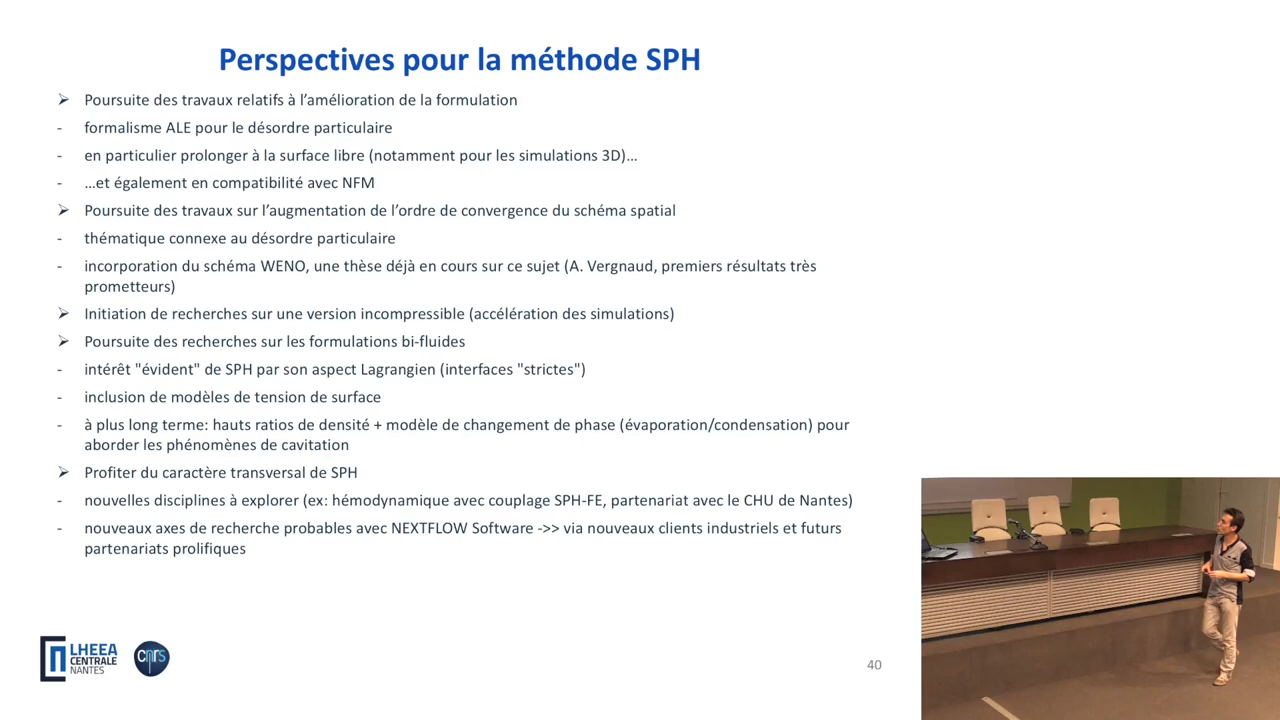 Perspectives pour la méthode SPH
➢ Poursuite des travaux relatifs à l’amélioration de la formulation
- formalisme ALE pour le désordre particulaire
- en particulier prolonger à la surface libre (notamment pour les simulations 3D)…
- …et également en compatibilité avec NFM
➢ Poursuite des travaux sur l’augmentation de l’ordre de convergence du schéma spatial
- thématique connexe au désordre particulaire
- incorporation du schéma WENO, une thèse déjà en cours sur ce sujet (A. Vergnaud, premiers résultats très
prometteurs)
➢ Initiation de recherches sur une version incompressible (accélération des simulations)
➢ Poursuite des recherches sur les formulations bi-fluides
- intérêt "évident" de SPH par son aspect Lagrangien (interfaces "strictes")
- inclusion de modèles de tension de surface
- à plus long terme: hauts ratios de densité + modèle de changement de phase (évaporation/condensation) pour
aborder les phénomènes de cavitation
➢ Profiter du caractère transversal de SPH
- nouvelles disciplines à explorer (ex: hémodynamique avec couplage SPH-FE, partenariat avec le CHU de Nantes)
- nouveaux axes de recherche probables avec NEXTFLOW Software ->> via nouveaux clients industriels et futurs
partenariats prolifiques
LHEEA
CENTRALE
NANTES
cnrs
40